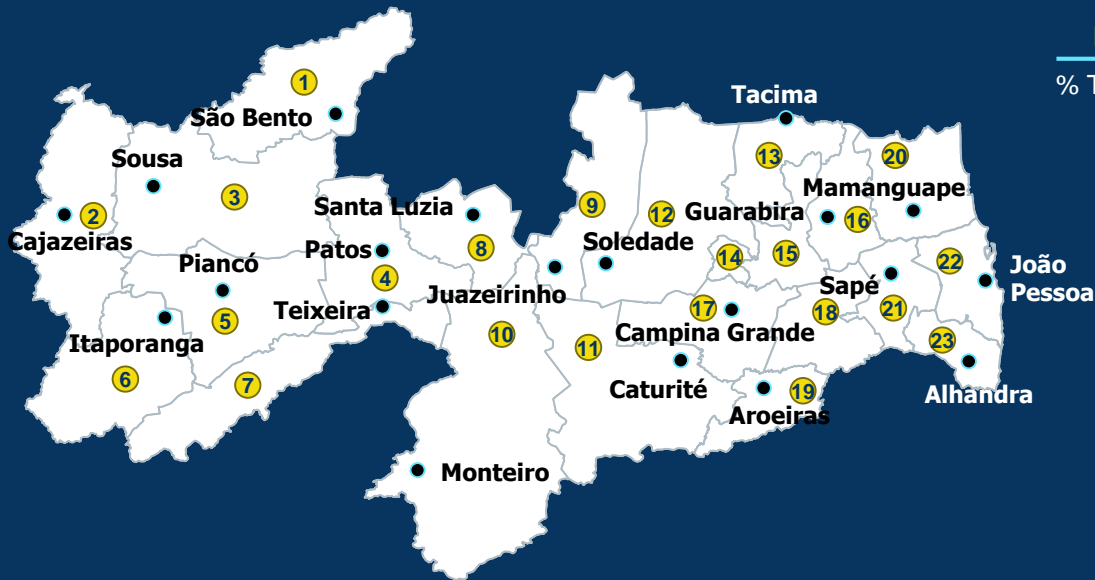 % T
Tacima
1
São Bento
Sousa
13
20
Mamanguape
3
2
Cajazeiras
Santa Luzia
9
12
Guarabira
16
Patos
8
Soledade
14
15
22
João
Pessoa
Piancó
4
Sapé
Teixeira
Juazeirinho
5
10
17
18
21
Itaporanga
Campina Grande
11
23
6
7
Caturité
19
Aroeiras
Alhandra
Monteiro